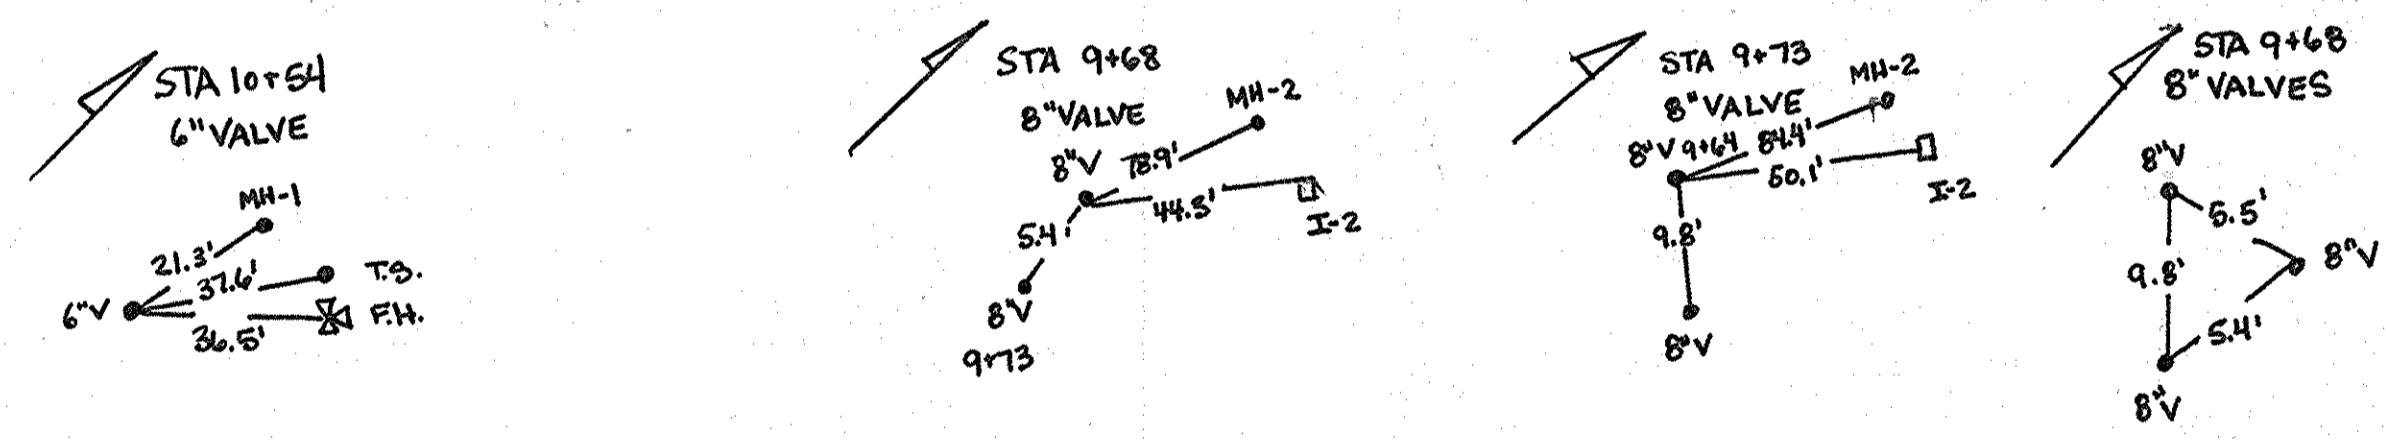 STA 10+54
6" VALVE
MH-1
21.3'
37.6'
T.S.
6"V
F.H.
36.5'
STA 9+68
8" VALVE
MH-2
8"V
78.9'
44.3'
I-2
5.4'
8"V
9+73
STA 9+73
8" VALVE
MH-2
8"V 9+64
84.4'
50.1'
I-2
9.8'
8"V
STA 9+68
8" VALVES
8"V
5.5'
9.8'
8"V
5.4'
8"V